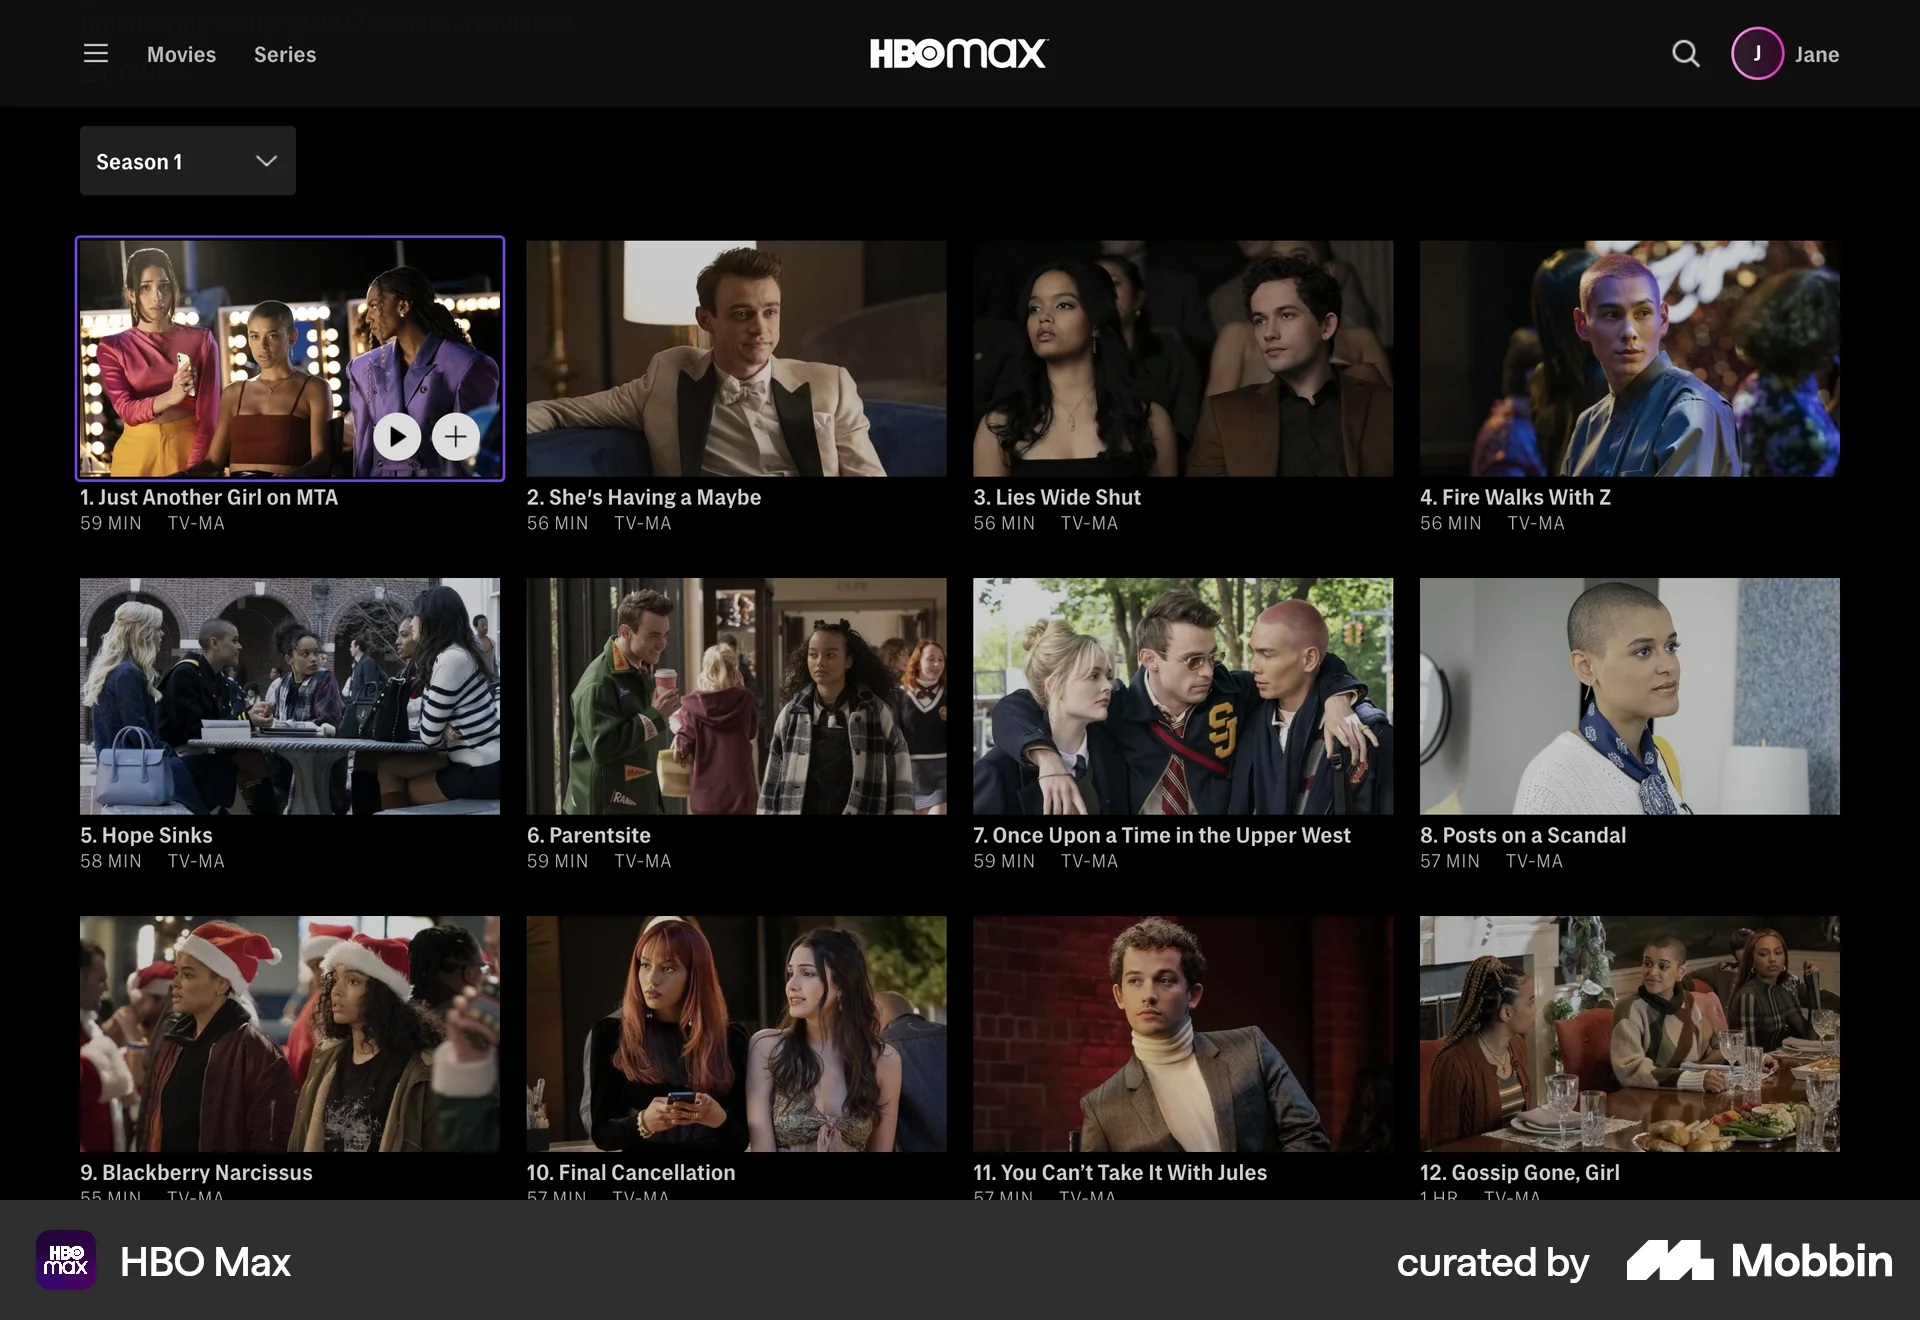 Movies
Series
HBOmax
J
Jane
Season 1
1. Just Another Girl on MTA
59 MIN TV-MA
2. She's Having a Maybe
56 MIN TV-MA
3. Lies Wide Shut
56 MIN TV-MA
4. Fire Walks With Z
56 MIN TV-MA
5. Hope Sinks
58 MIN TV-MA
6. Parentsite
59 MIN TV-MA
7. Once Upon a Time in the Upper West
59 MIN TV-MA
8. Posts on a Scandal
57 MIN TV-MA
9. Blackberry Narcissus
55 MIN TV-MA
10. Final Cancellation
57 MIN TV-MA
11. You Can’t Take It With Jules
57 MIN TV-MA
12. Gossip Gone, Girl
1 HR TV-MA
HBO
max
HBO Max
curated by
Mobbin